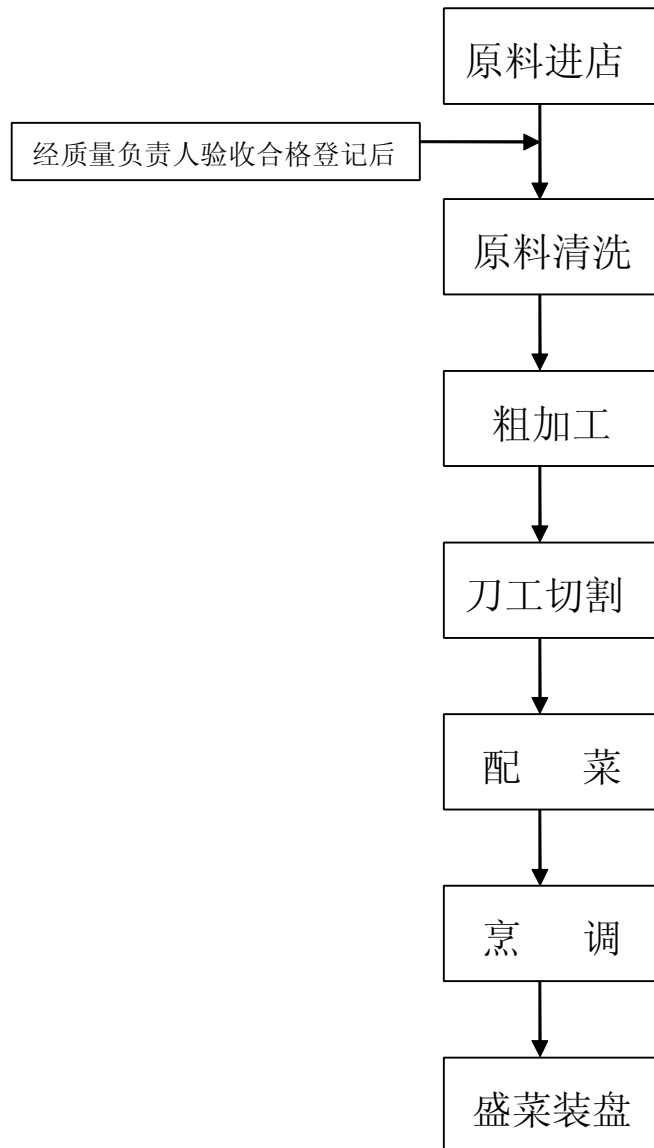 原料进店
经质量负责人验收合格登记后
原料清洗
粗加工
刀工切割
配 菜
烹 调
盛菜装盘